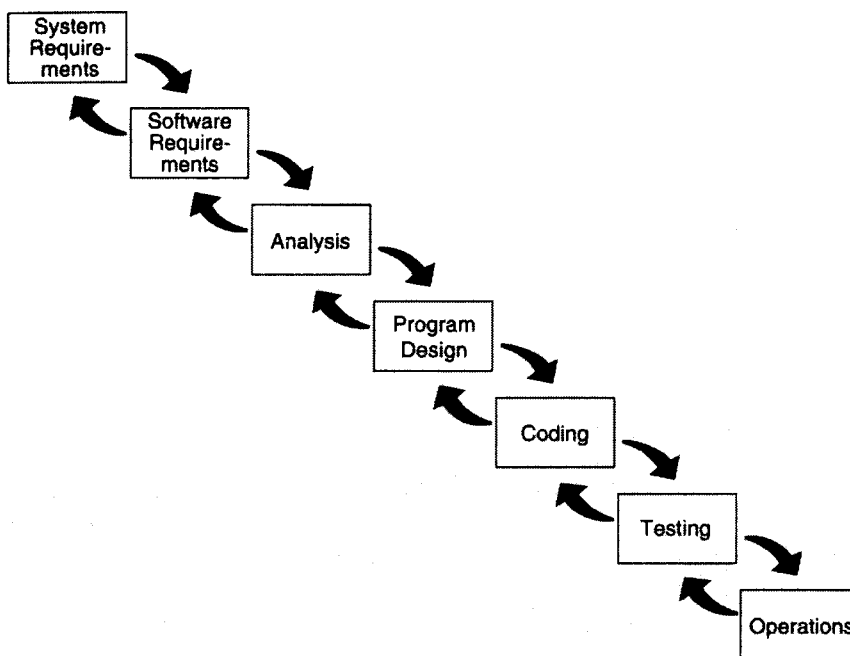 System
Require-
ments
Software
Require-
ments
Analysis
Program
Design
Coding
Testing
Operations